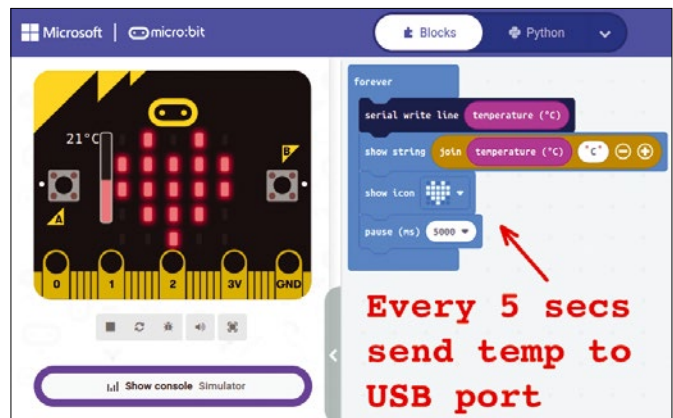 Microsoft | micro:bit
Blocks
Python
forever
serial write line temperature (°C)
show string join temperature (°C) "C"
show icon
pause (ms) 5000
21°C
A
B
0 1 2 3V GND
Show console Simulator
Every 5 secs
send temp to
USB port